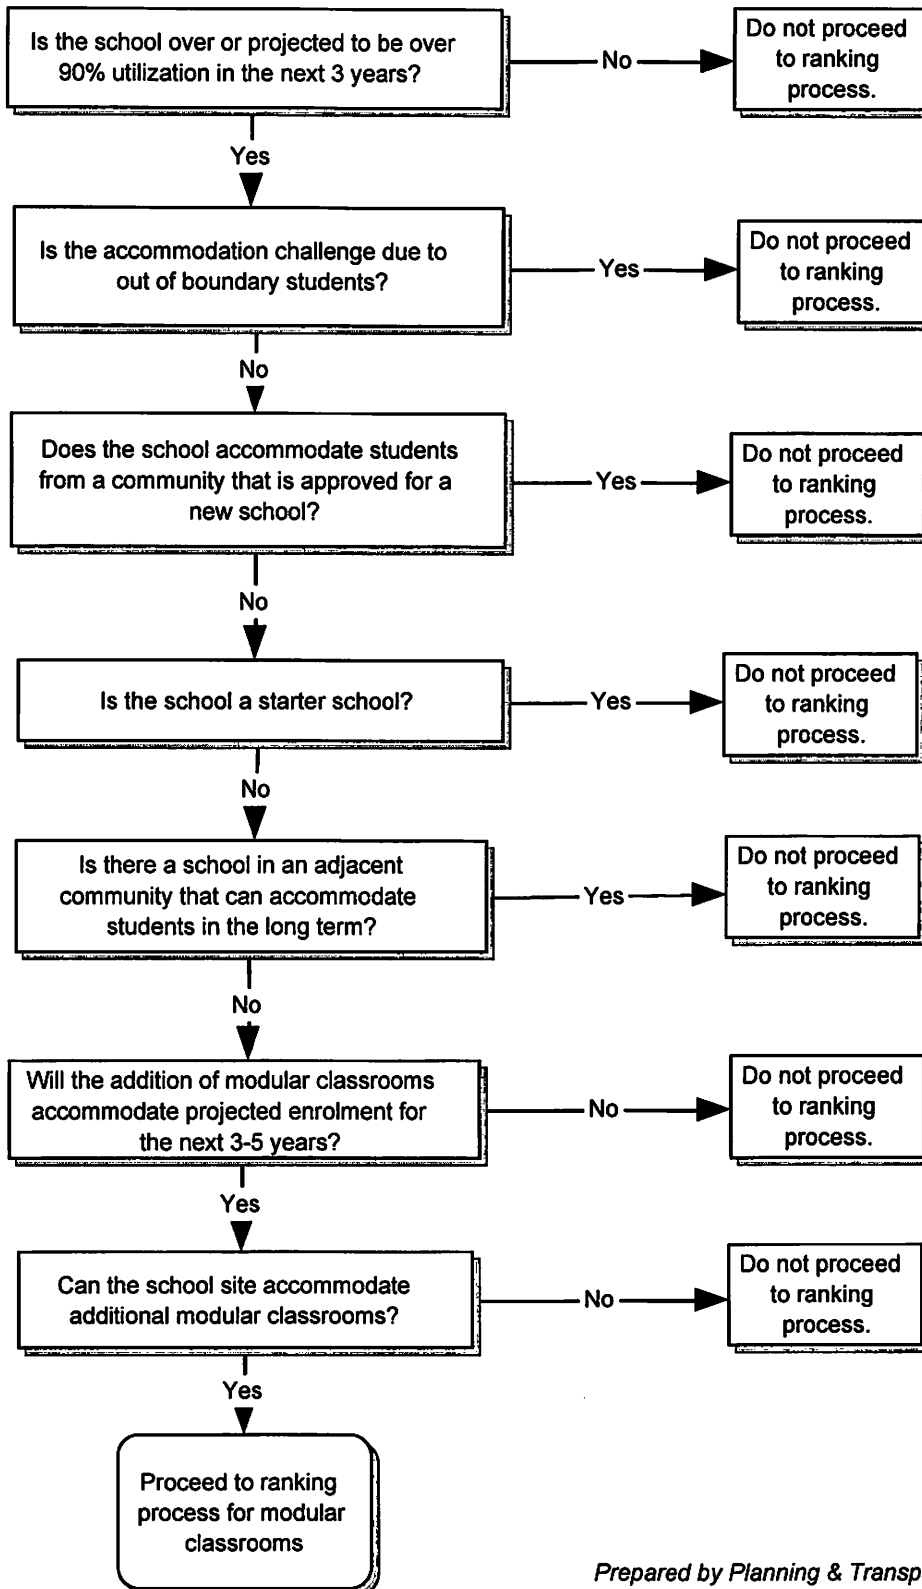 Is the school over or projected to be over
90% utilization in the next 3 years?
No
Do not proceed
to ranking
process.
Yes
Is the accommodation challenge due to
out of boundary students?
Yes
Do not proceed
to ranking
process.
No
Does the school accommodate students
from a community that is approved for a
new school?
Yes
Do not proceed
to ranking
process.
No
Is the school a starter school?
Yes
Do not proceed
to ranking
process.
No
Is there a school in an adjacent
community that can accommodate
students in the long term?
Yes
Do not proceed
to ranking
process.
No
Will the addition of modular classrooms
accommodate projected enrolment for
the next 3-5 years?
No
Do not proceed
to ranking
process.
Yes
Can the school site accommodate
additional modular classrooms?
No
Do not proceed
to ranking
process.
Yes
Proceed to ranking
process for modular
classrooms
Prepared by Planning & Transp